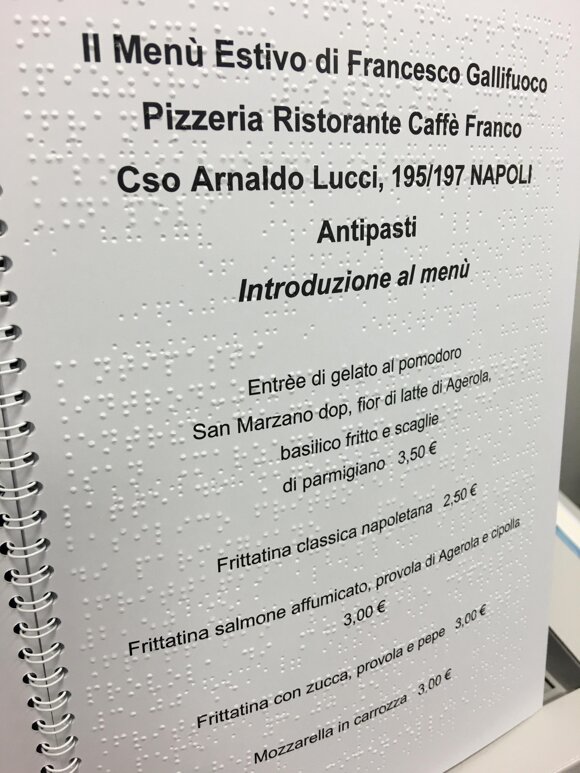 Il Menù Estivo di Francesco Gallifuoco
Pizzeria Ristorante Caffè Franco
Cso Arnaldo Lucci, 195/197 NAPOLI
Antipasti
Introduzione al menù
Entrèe di gelato al pomodoro
San Marzano dop, fior di latte di Agerola,
basilico fritto e scaglie
di parmigiano 3,50 €
Frittatina classica napoletana 2,50 €
Frittatina salmone affumicato, provola di Agerola e cipolla
3,00 €
Frittatina con zucca, provola e pepe 3,00 €
Mozzarella in carrozza 3,00 €